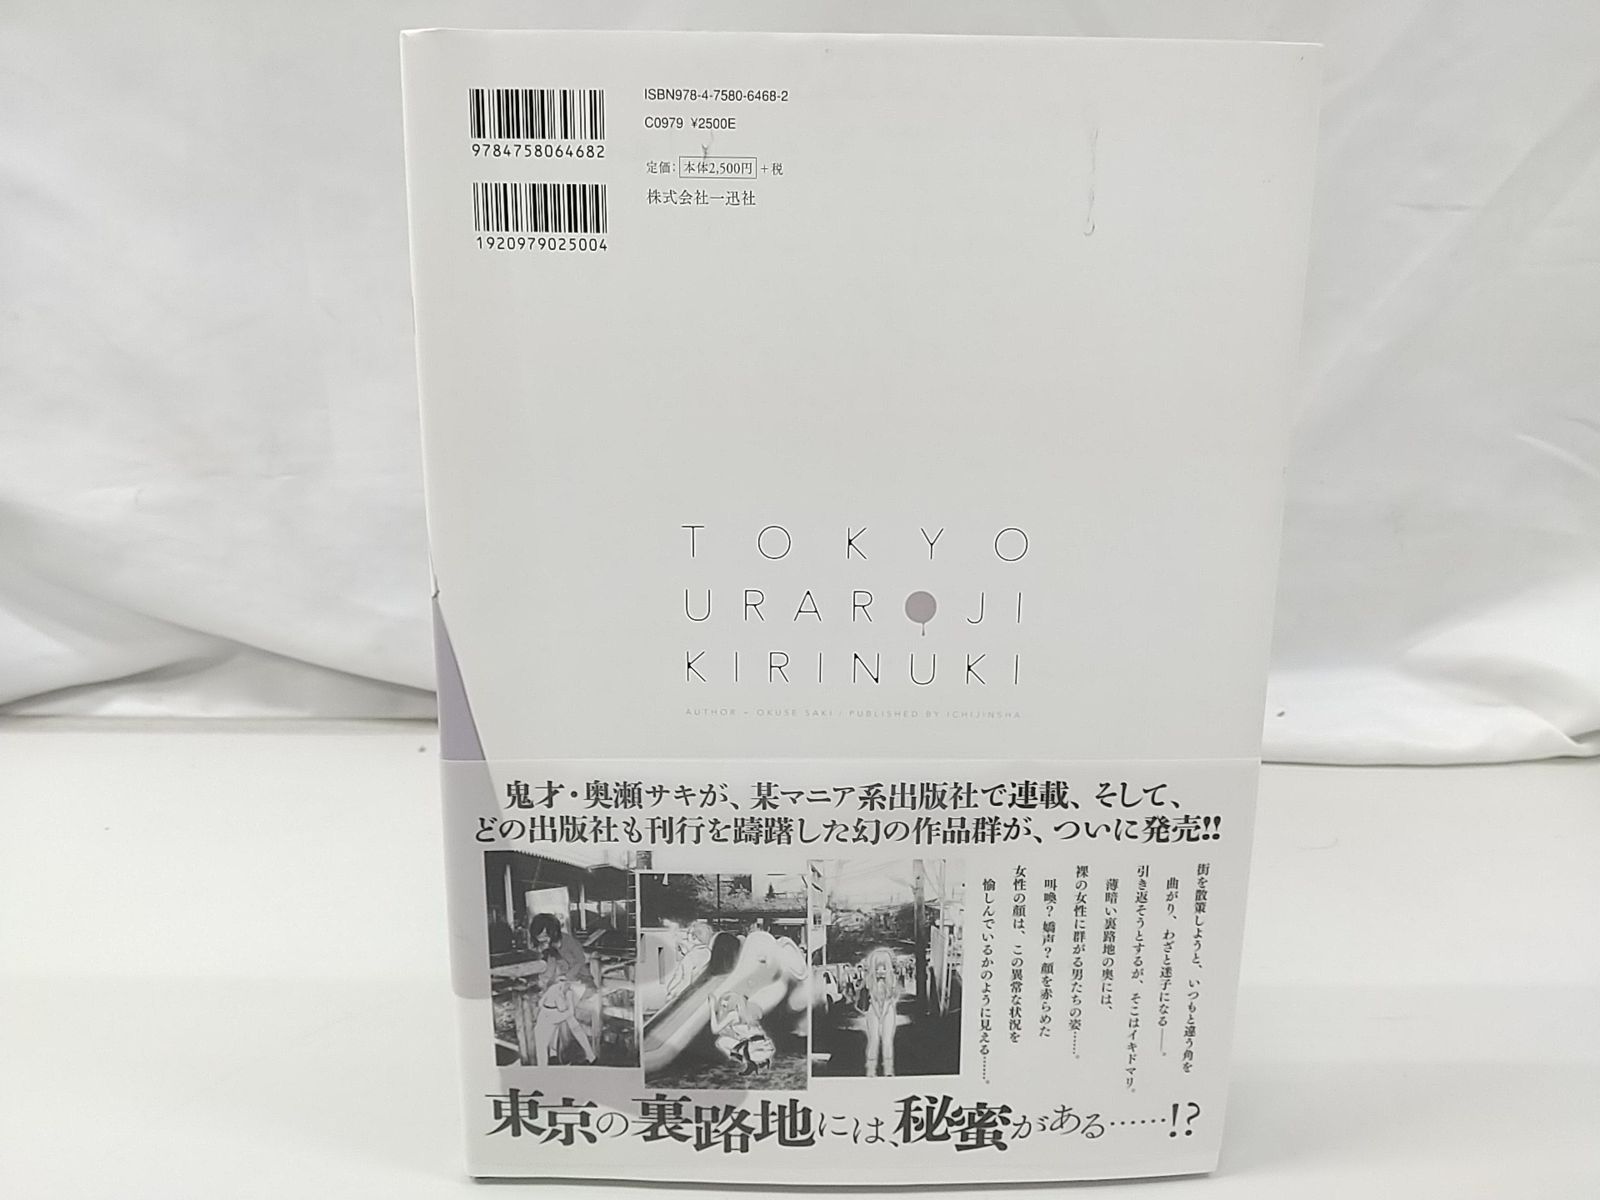 ISBN978-4-7580-6468-2
C0979 ¥2500E
9784758064682
定価：本体2,500円＋税
株式会社一迅社
1920979025004
TOKYO
URAROJI
KIRINUKI
AUTHOR - OKUSE SAKI / PUBLISHED BY ICHIJINSHA
鬼才・奥瀬サキが、某マニア系出版社で連載、そして、
どの出版社も刊行を躊躇した幻の作品群が、ついに発売!!
街を散策しようと、いつもと違う角を
曲がり、わざと迷子になる――。
引き返そうとするが、そこはイキドマリ。
薄暗い裏路地の奥には、
裸の女性に群がる男たちの姿……。
叫喚？ 嬌声？ 顔を赤らめた
女性の顔は、この異常な状況を
愉しんでいるかのように見える……。
東京の裏路地には、秘蜜がある……!?